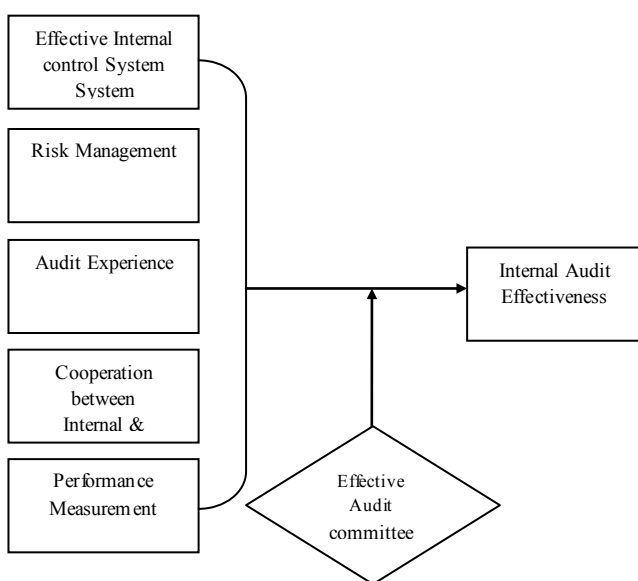 Effective Internal
control System
System
Risk Management
Audit Experience
Cooperation
between
Internal &
Performance
Measurement
Internal Audit
Effectiveness
Effective
Audit
committee